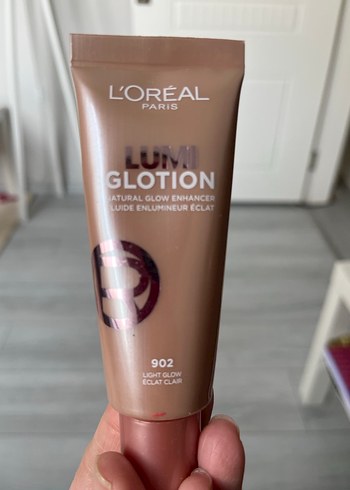 L'ORÉAL
PARIS
LUMI
GLOTION
NATURAL GLOW ENHANCER
FLUIDE ENLUMINEUR ÉCLAT
902
LIGHT GLOW
ÉCLAT CLAIR